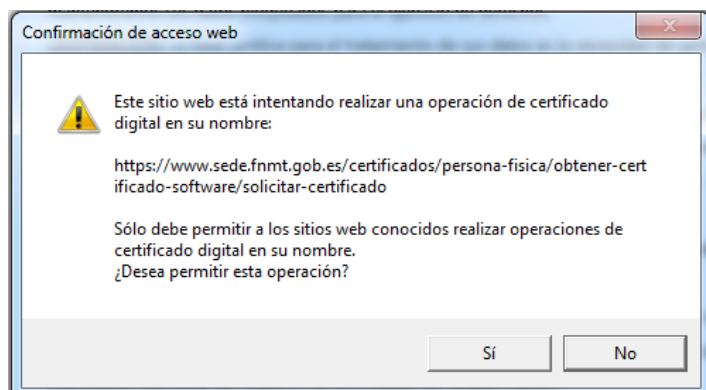 Confirmación de acceso web
Este sitio web está intentando realizar una operación de certificado
digital en su nombre:
https://www.sede.fnmt.gob.es/certificados/persona-fisica/obtener-cert
ificado-software/solicitar-certificado
Sólo debe permitir a los sitios web conocidos realizar operaciones de
certificado digital en su nombre.
¿Desea permitir esta operación?
Sí
No